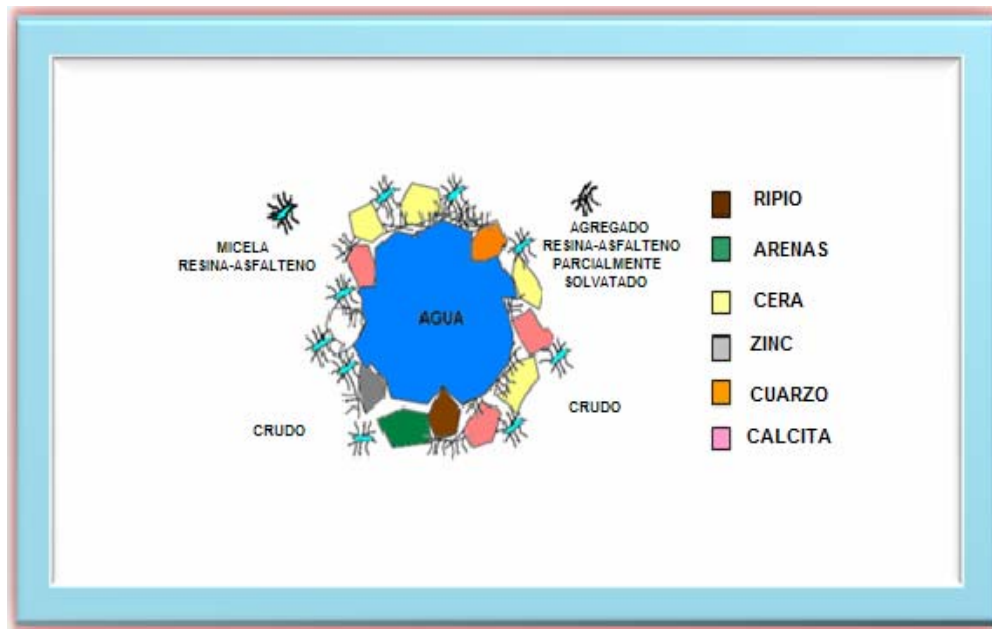 MICELA
RESINA-ASFALTENO
AGREGADO
RESINA-ASFALTENO
PARCIALMENTE
SOLVATADO
AGUA
CRUDO
CRUDO
RIPIO
ARENAS
CERA
ZINC
CUARZO
CALCITA